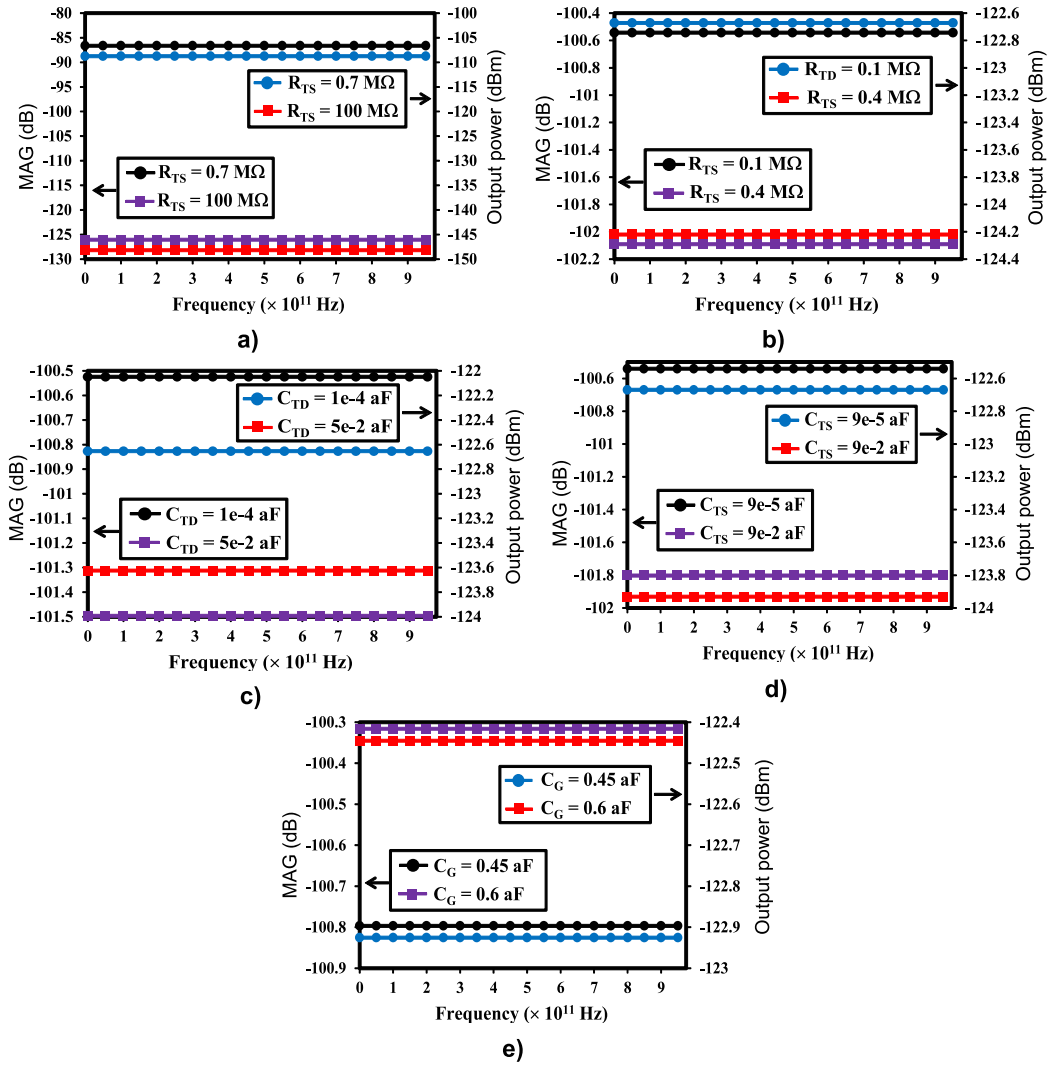 -80
-85
-90
-95
-100
-105
-110
-115
-120
-125
-130
MAG (dB)
-100
-105
-110
-115
-120
-125
-130
-135
-140
-145
-150
Output power (dBm)
R_TS = 0.7 MΩ
R_TS = 100 MΩ
R_TS = 0.7 MΩ
R_TS = 100 MΩ
0 1 2 3 4 5 6 7 8 9
Frequency (× 10^11 Hz)
a)
-100.4
-100.6
-100.8
-101
-101.2
-101.4
-101.6
-101.8
-102
-102.2
MAG (dB)
-122.6
-122.8
-123
-123.2
-123.4
-123.6
-123.8
-124
-124.2
-124.4
Output power (dBm)
R_TD = 0.1 MΩ
R_TS = 0.4 MΩ
R_TS = 0.1 MΩ
R_TS = 0.4 MΩ
0 1 2 3 4 5 6 7 8 9
Frequency (× 10^11 Hz)
b)
-100.5
-100.6
-100.7
-100.8
-100.9
-101
-101.1
-101.2
-101.3
-101.4
-101.5
MAG (dB)
-122
-122.2
-122.4
-122.6
-122.8
-123
-123.2
-123.4
-123.6
-123.8
-124
Output power (dBm)
C_TD = 1e-4 aF
C_TD = 5e-2 aF
C_TD = 1e-4 aF
C_TD = 5e-2 aF
0 1 2 3 4 5 6 7 8 9
Frequency (× 10^11 Hz)
c)
-100.6
-100.8
-101
-101.2
-101.4
-101.6
-101.8
-102
MAG (dB)
-122.6
-122.8
-123
-123.2
-123.4
-123.6
-123.8
-124
Output power (dBm)
C_TS = 9e-5 aF
C_TS = 9e-2 aF
C_TS = 9e-5 aF
C_TS = 9e-2 aF
0 1 2 3 4 5 6 7 8 9
Frequency (× 10^11 Hz)
d)
-100.3
-100.4
-100.5
-100.6
-100.7
-100.8
-100.9
MAG (dB)
-122.4
-122.5
-122.6
-122.7
-122.8
-122.9
-123
Output power (dBm)
C_G = 0.45 aF
C_G = 0.6 aF
C_G = 0.45 aF
C_G = 0.6 aF
0 1 2 3 4 5 6 7 8 9
Frequency (× 10^11 Hz)
e)